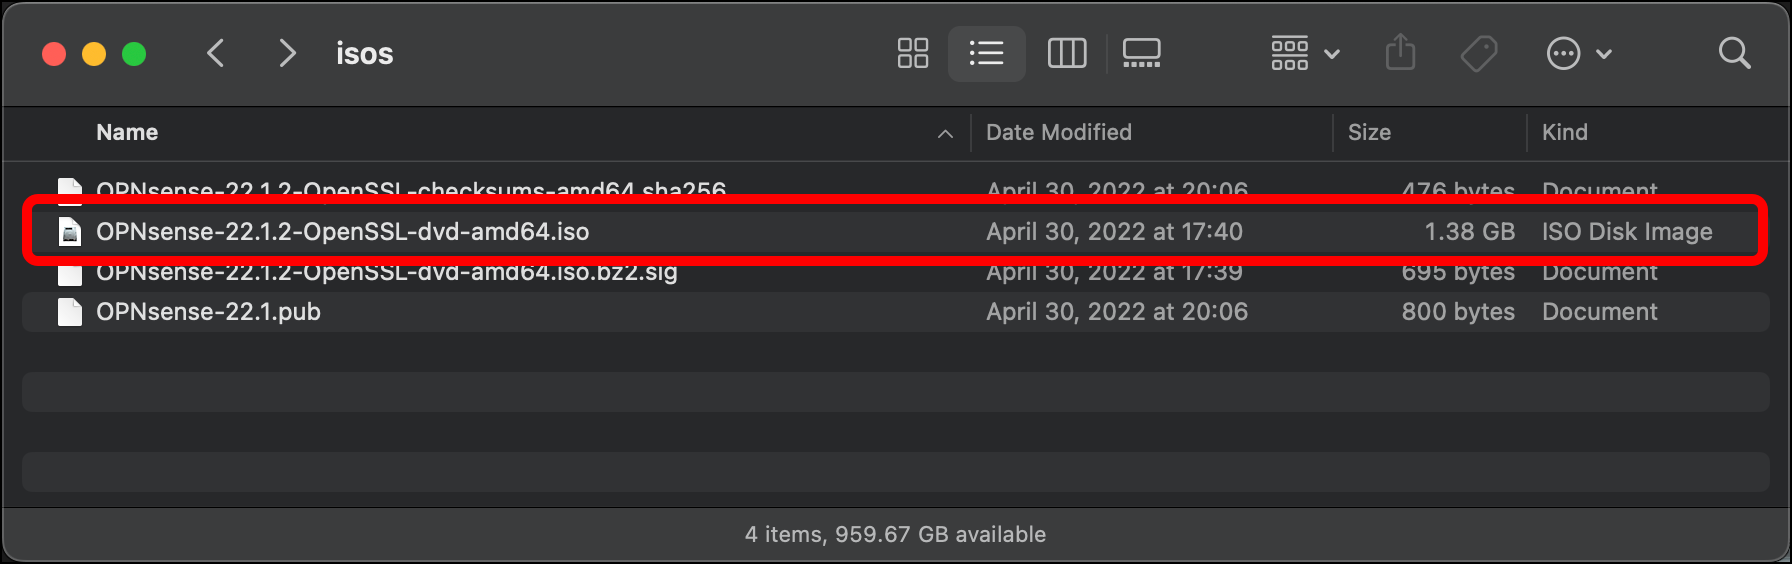 isos
Name Date Modified Size Kind
OPNsense-22.1.2-OpenSSL-checksums-amd64.sha256 April 30, 2022 at 20:06 476 bytes Document
OPNsense-22.1.2-OpenSSL-dvd-amd64.iso April 30, 2022 at 17:40 1.38 GB ISO Disk Image
OPNsense-22.1.2-OpenSSL-dvd-amd64.iso.bz2.sig April 30, 2022 at 17:39 695 bytes Document
OPNsense-22.1.pub April 30, 2022 at 20:06 800 bytes Document
4 items, 959.67 GB available